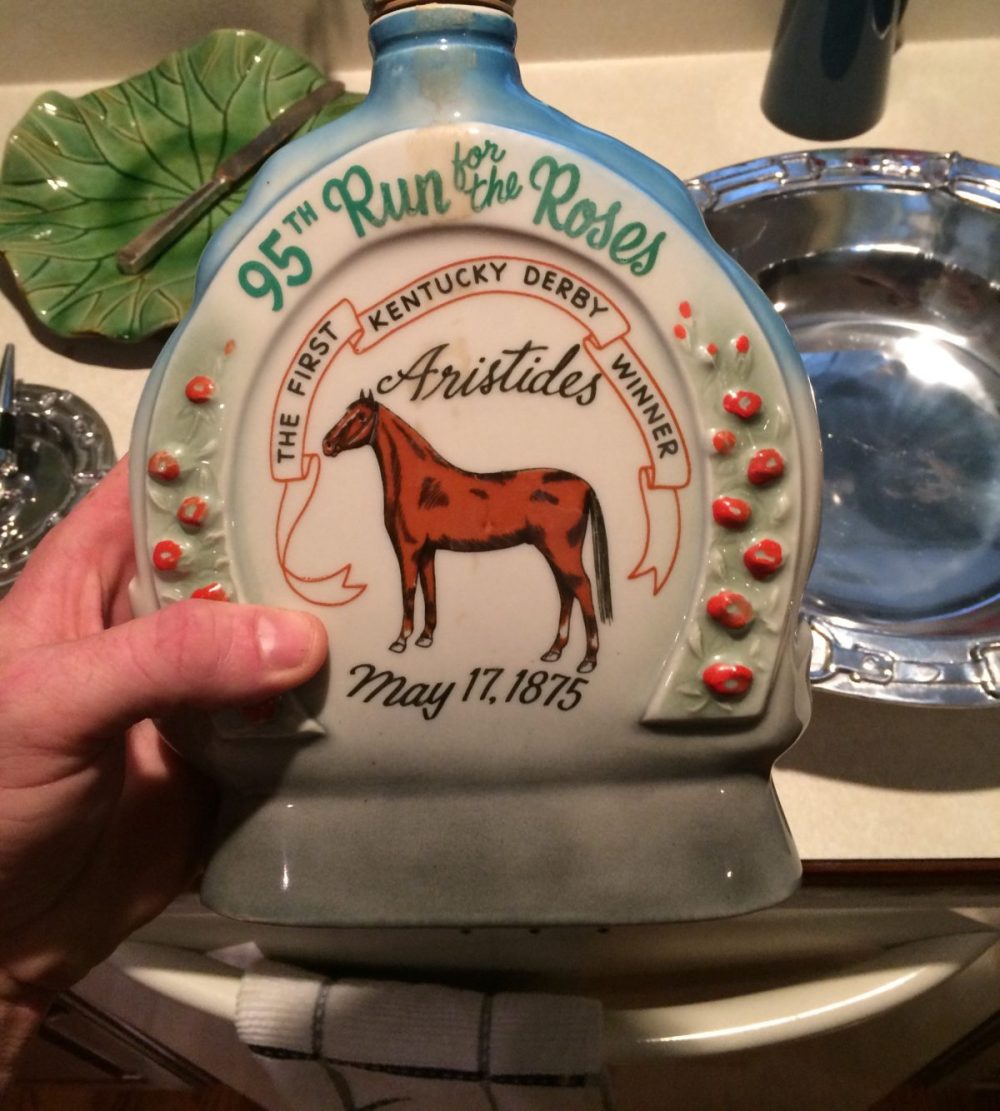 95TH Run for the Roses
THE FIRST KENTUCKY DERBY WINNER
Aristides
May 17, 1875